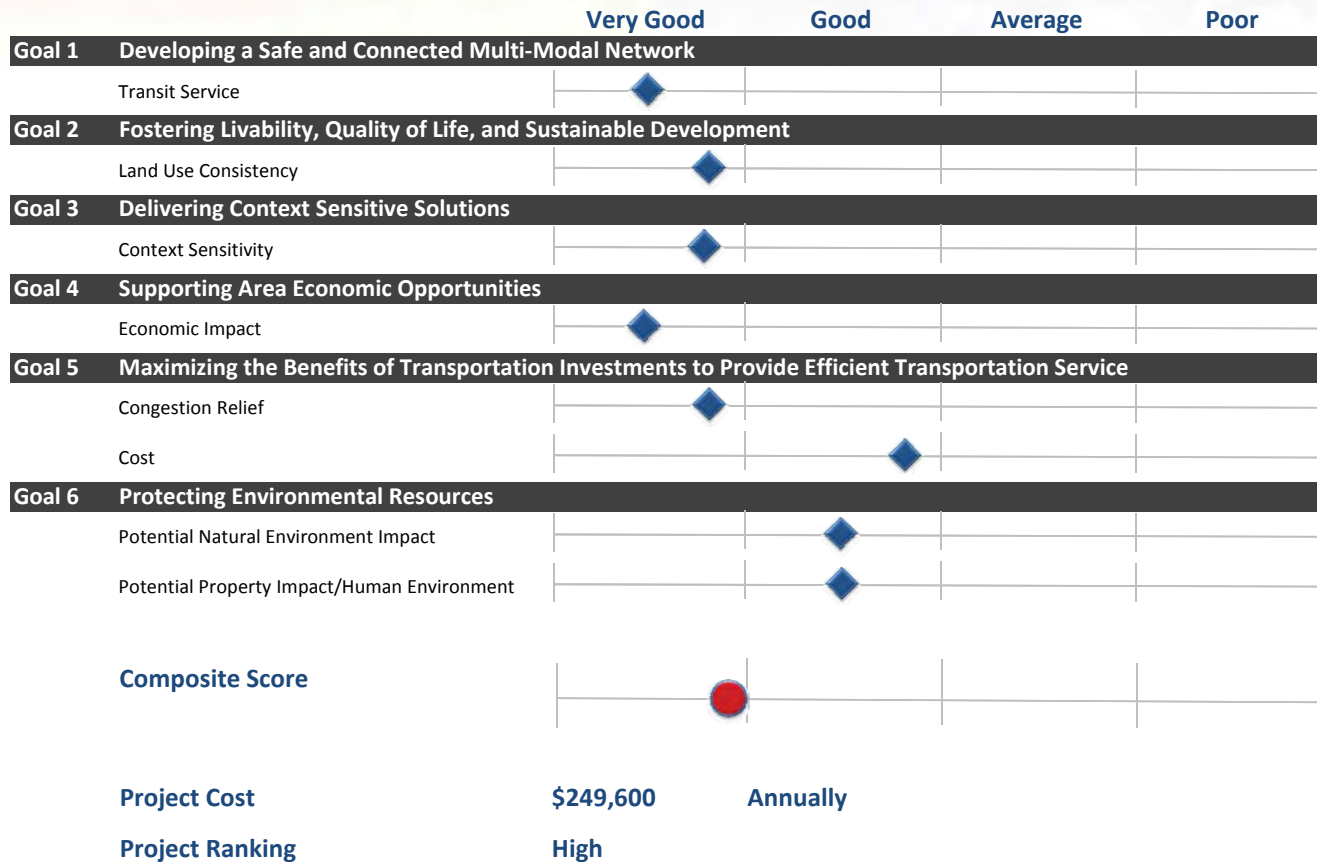 Very Good Good Average Poor
Goal 1 Developing a Safe and Connected Multi-Modal Network
Transit Service
Goal 2 Fostering Livability, Quality of Life, and Sustainable Development
Land Use Consistency
Goal 3 Delivering Context Sensitive Solutions
Context Sensitivity
Goal 4 Supporting Area Economic Opportunities
Economic Impact
Goal 5 Maximizing the Benefits of Transportation Investments to Provide Efficient Transportation Service
Congestion Relief
Cost
Goal 6 Protecting Environmental Resources
Potential Natural Environment Impact
Potential Property Impact/Human Environment
Composite Score
Project Cost $249,600 Annually
Project Ranking High